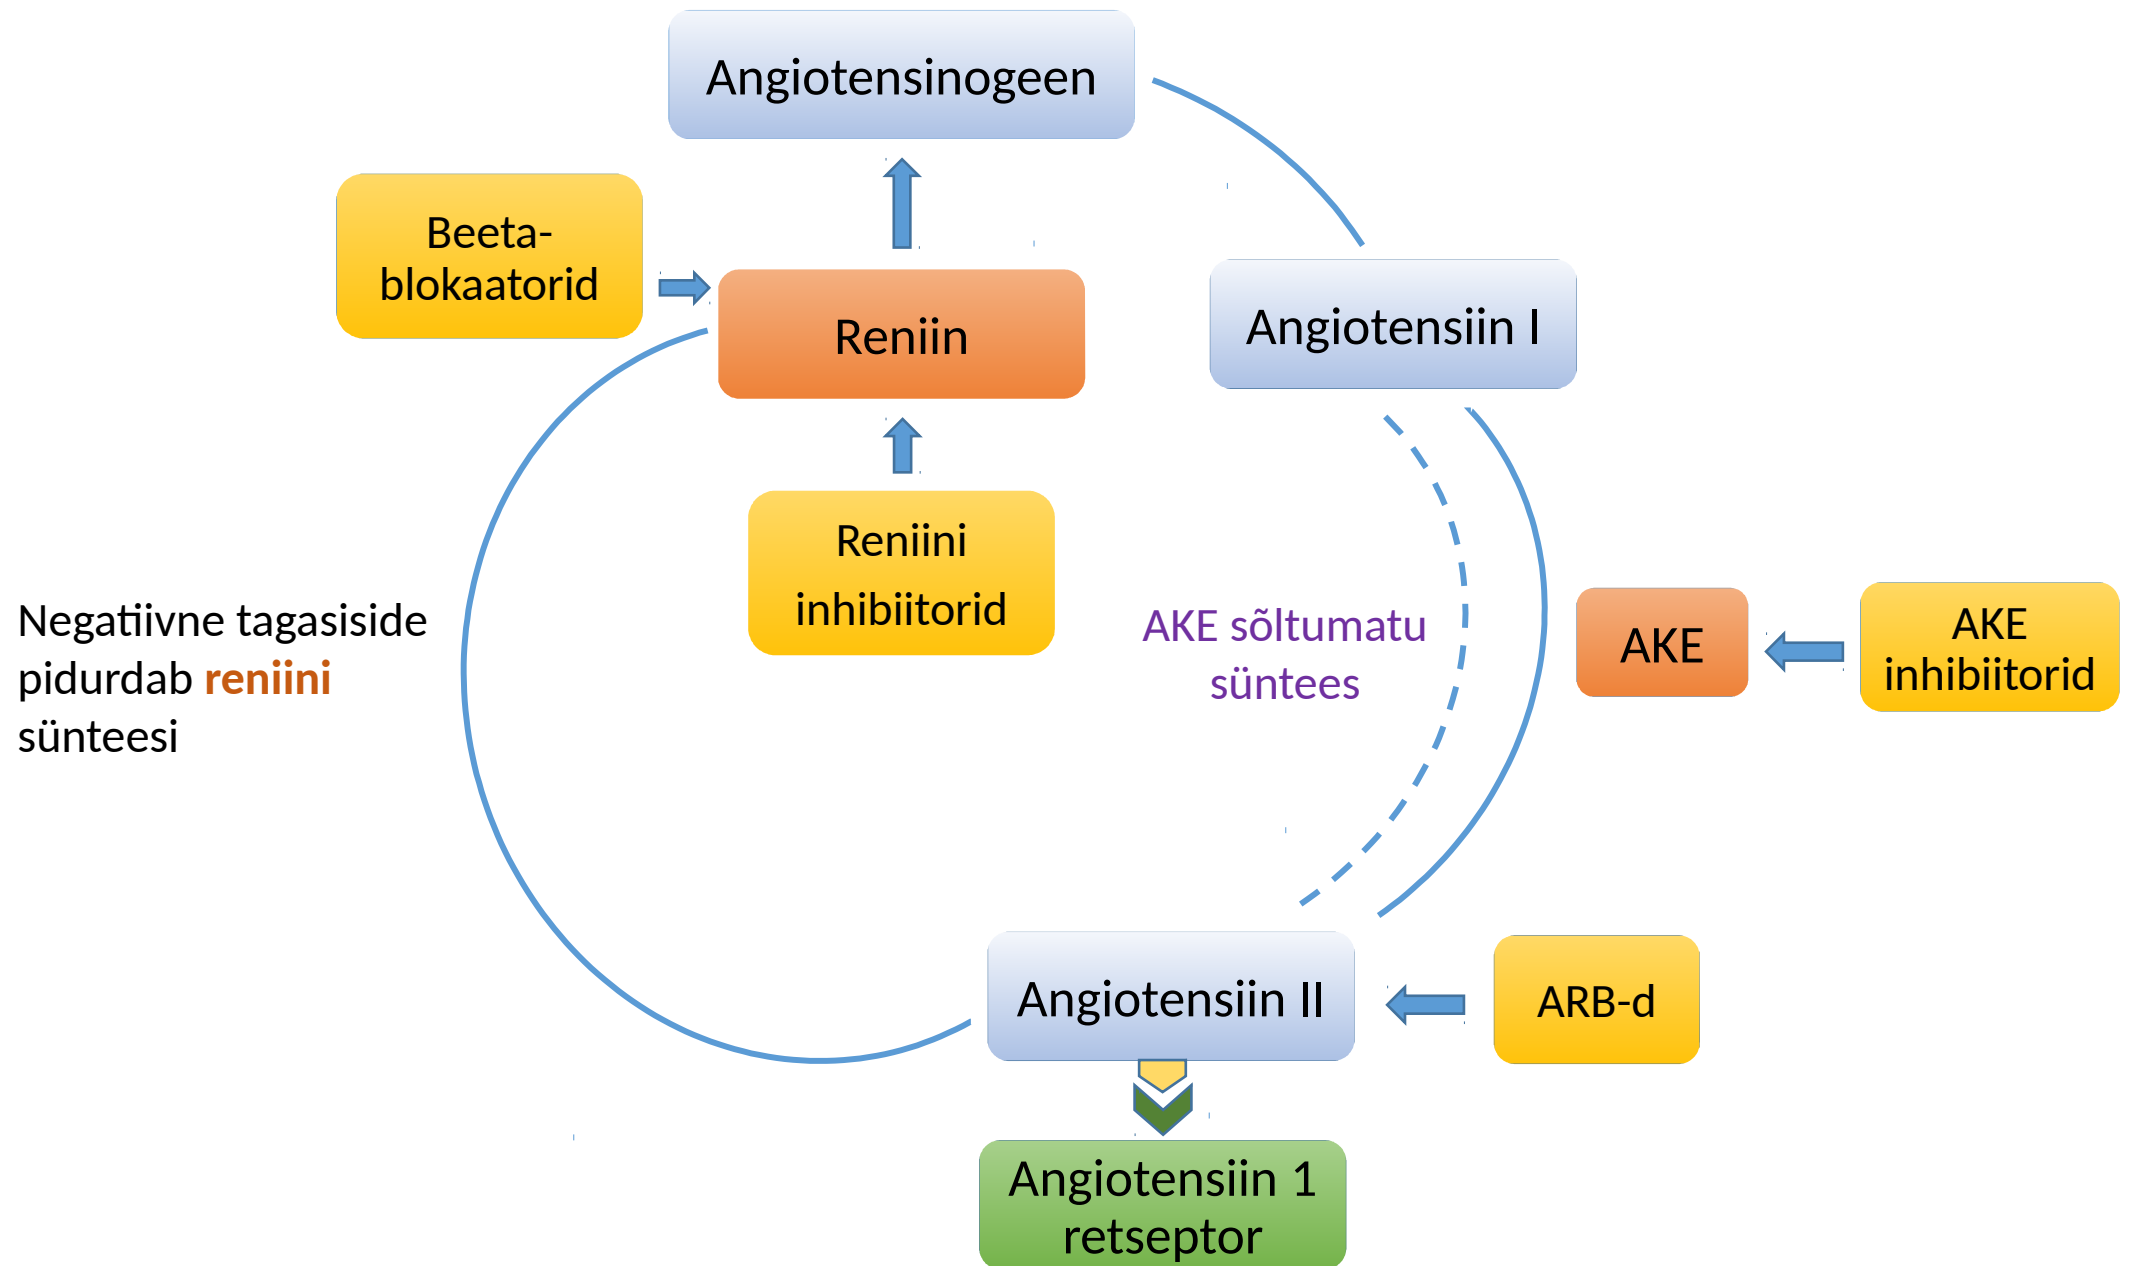 Angiotensinogeen
Beeta-
blokaatorid
Reniin
Angiotensiin I
Reniini
inhibiitorid
Negatiivne tagasiside
pidurdab reniini
sünteesi
AKE sõltumatu
süntees
AKE
AKE
inhibiitorid
Angiotensiin II
ARB-d
Angiotensiin 1
retseptor